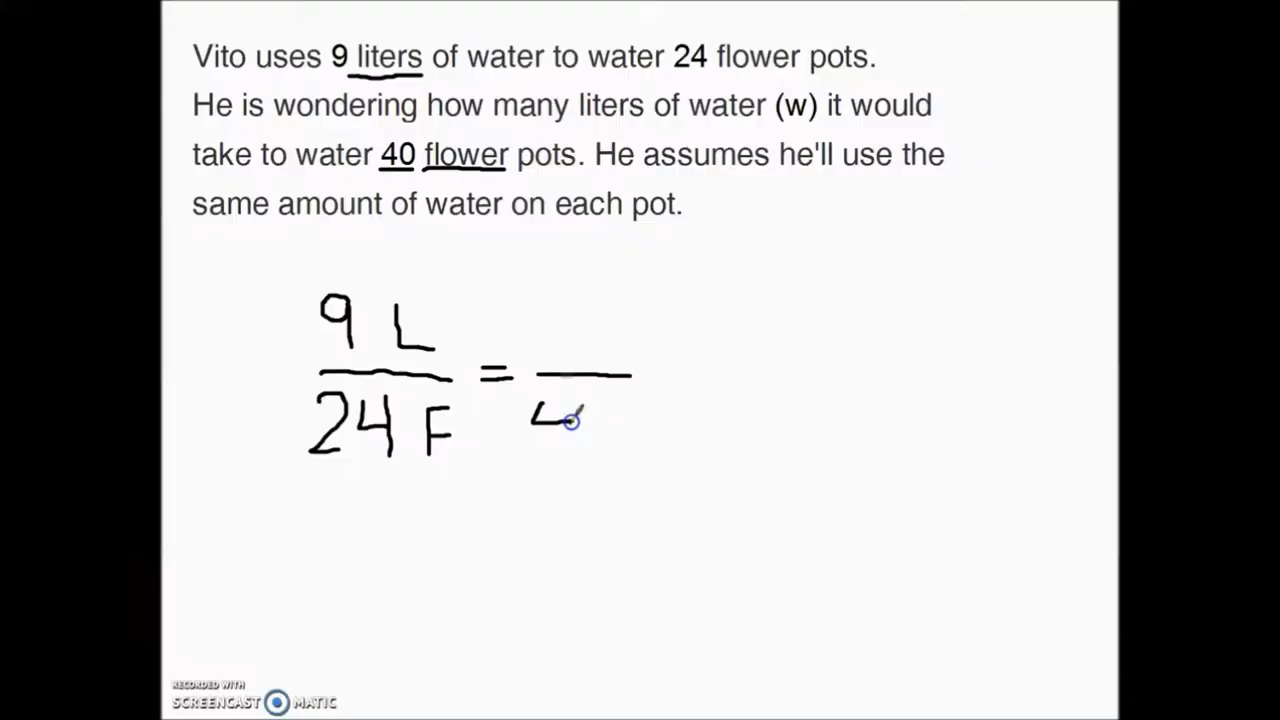 Vito uses 9 liters of water to water 24 flower pots.
He is wondering how many liters of water (w) it would
take to water 40 flower pots. He assumes he'll use the
same amount of water on each pot.
9 L
=
24 F
RECORDED WITH
SCREENCAST MATIC